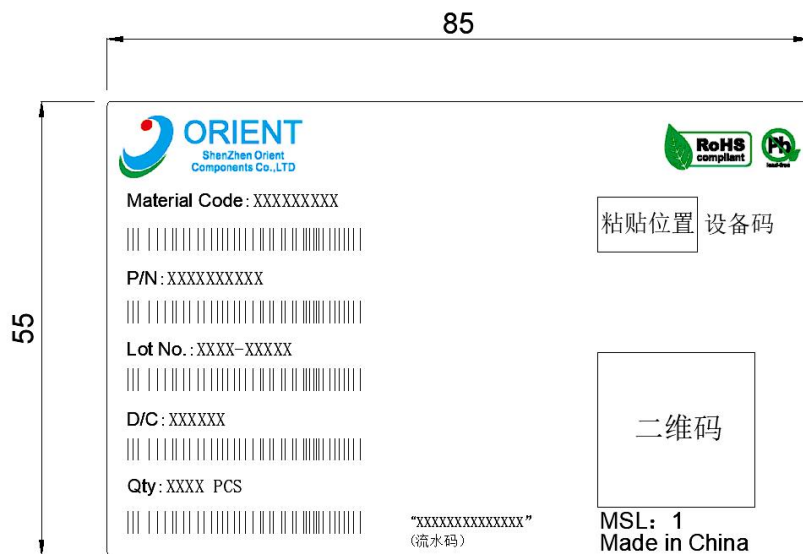 85
55
ORIENT
ShenZhen Orient
Components Co.,LTD
RoHS
compliant
Pb
lead-free
Material Code: XXXXXXXXX
粘贴位置 设备码
P/N: XXXXXXXXXX
Lot No.: XXXX-XXXXX
D/C: XXXXXX
二维码
Qty: XXXX PCS
“XXXXXXXXXXXXXX”
(流水码)
MSL: 1
Made in China